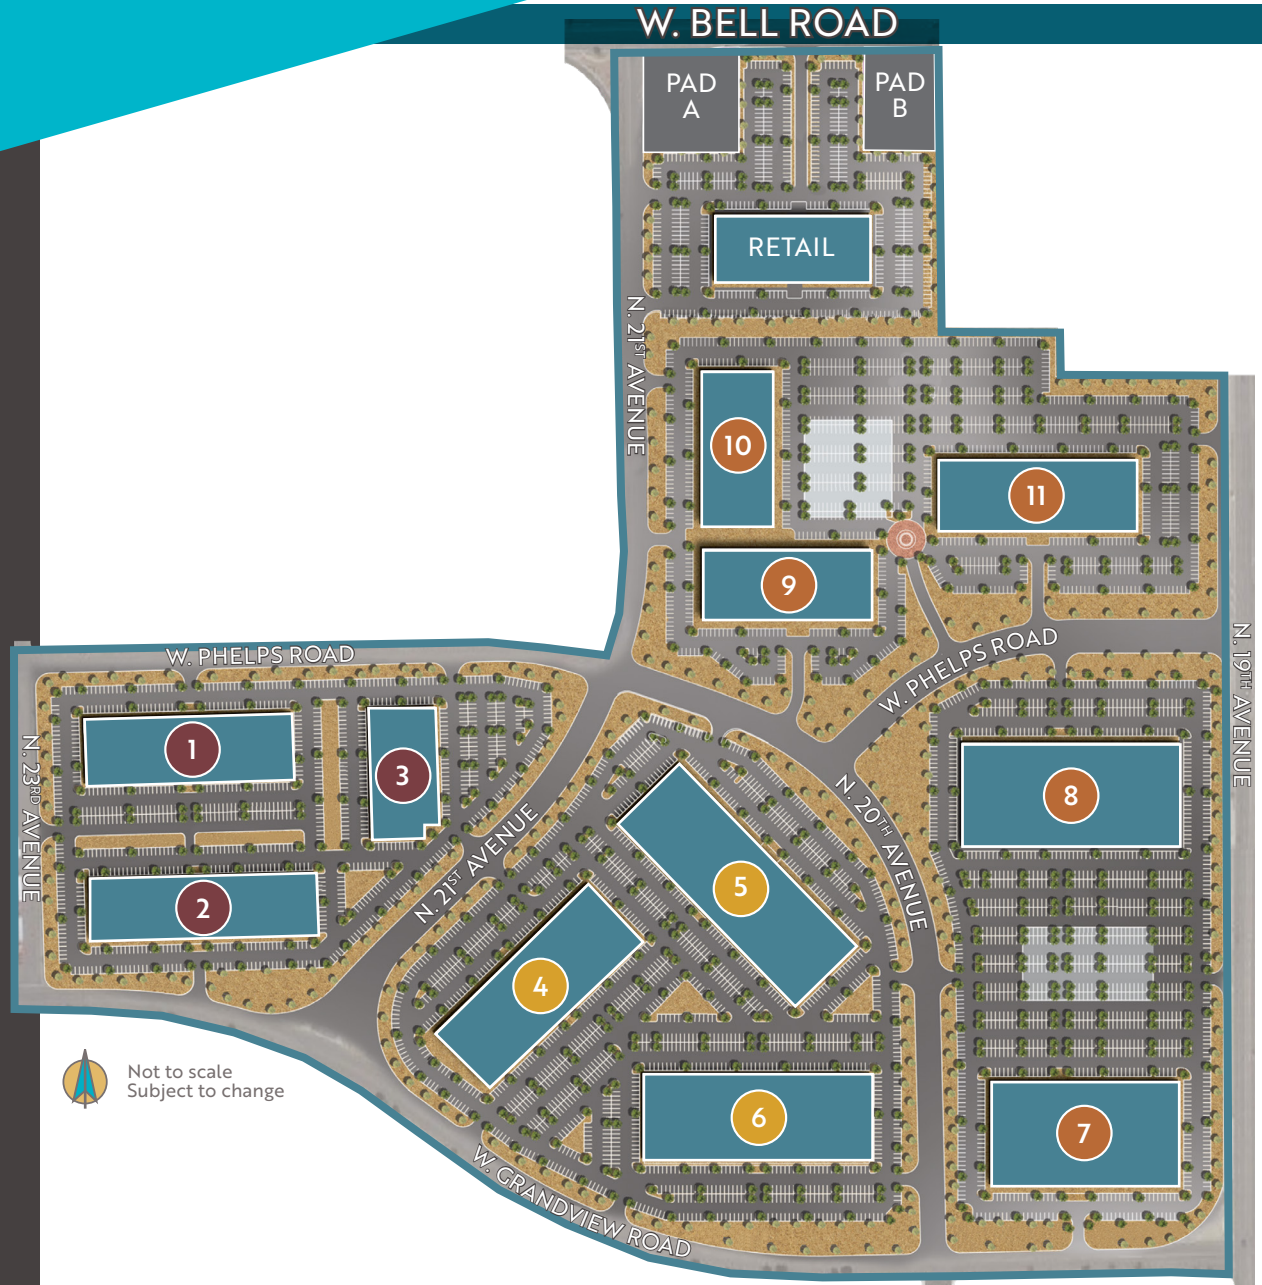 W. BELL ROAD
PAD
A
PAD
B
RETAIL
N. 21ST AVENUE
10
11
9
W. PHELPS ROAD
W. PHELPS ROAD
N. 19TH AVENUE
1
3
N. 23RD AVENUE
8
N. 20TH AVENUE
5
2
N. 21ST AVENUE
4
Not to scale
Subject to change
6
7
W. GRANDVIEW ROAD